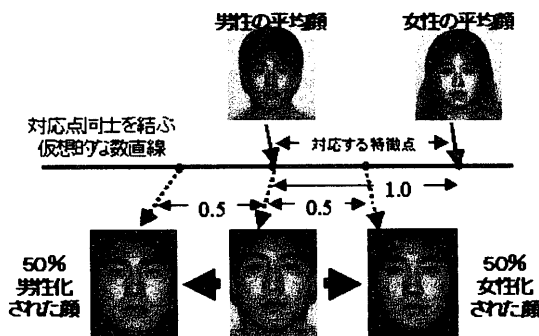 男性の平均顔
女性の平均顔
対応点同士を結ぶ
仮想的な数直線
対応する特徴点
1.0
0.5
0.5
50%
男性化
された顔
50%
女性化
された顔